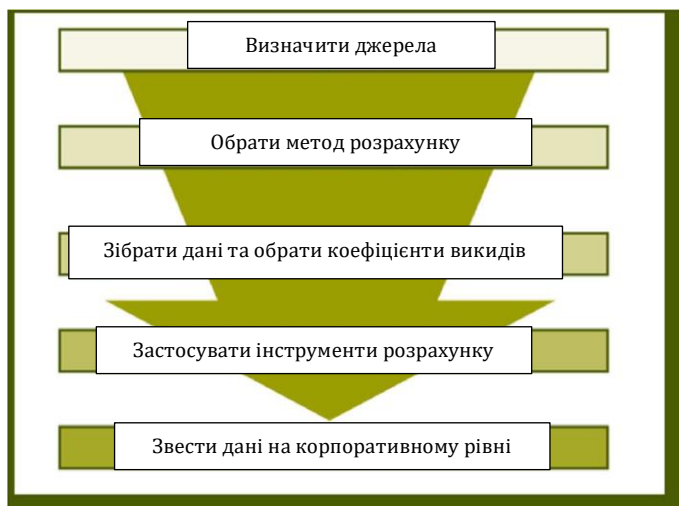 Визначити джерела
Обрати метод розрахунку
Зібрати дані та обрати коефіцієнти викидів
Застосувати інструменти розрахунку
Звести дані на корпоративному рівні